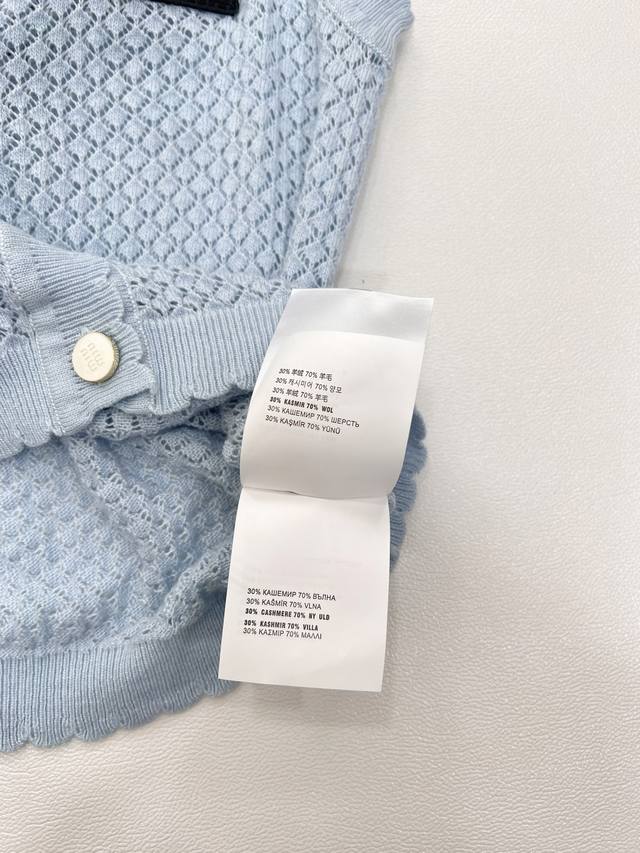 miu
miu
30% 羊绒 70% 羊毛
30% 캐시미어 70% 양모
30% 羊絨 70% 羊毛
30% KASMIR 70% WOL
30% КАШЕМИР 70% ШЕРСТЬ
30% KAŞMİR 70% YÜNÜ
30% КАШЕМИР 70% ВЪЛНА
30% KAŠMÍR 70% VLNA
30% CASHMERE 70% NY ULD
30% KASHMIR 70% VILLA
30% ΚΑΣΜΙΡ 70% ΜΑΛΛΙ